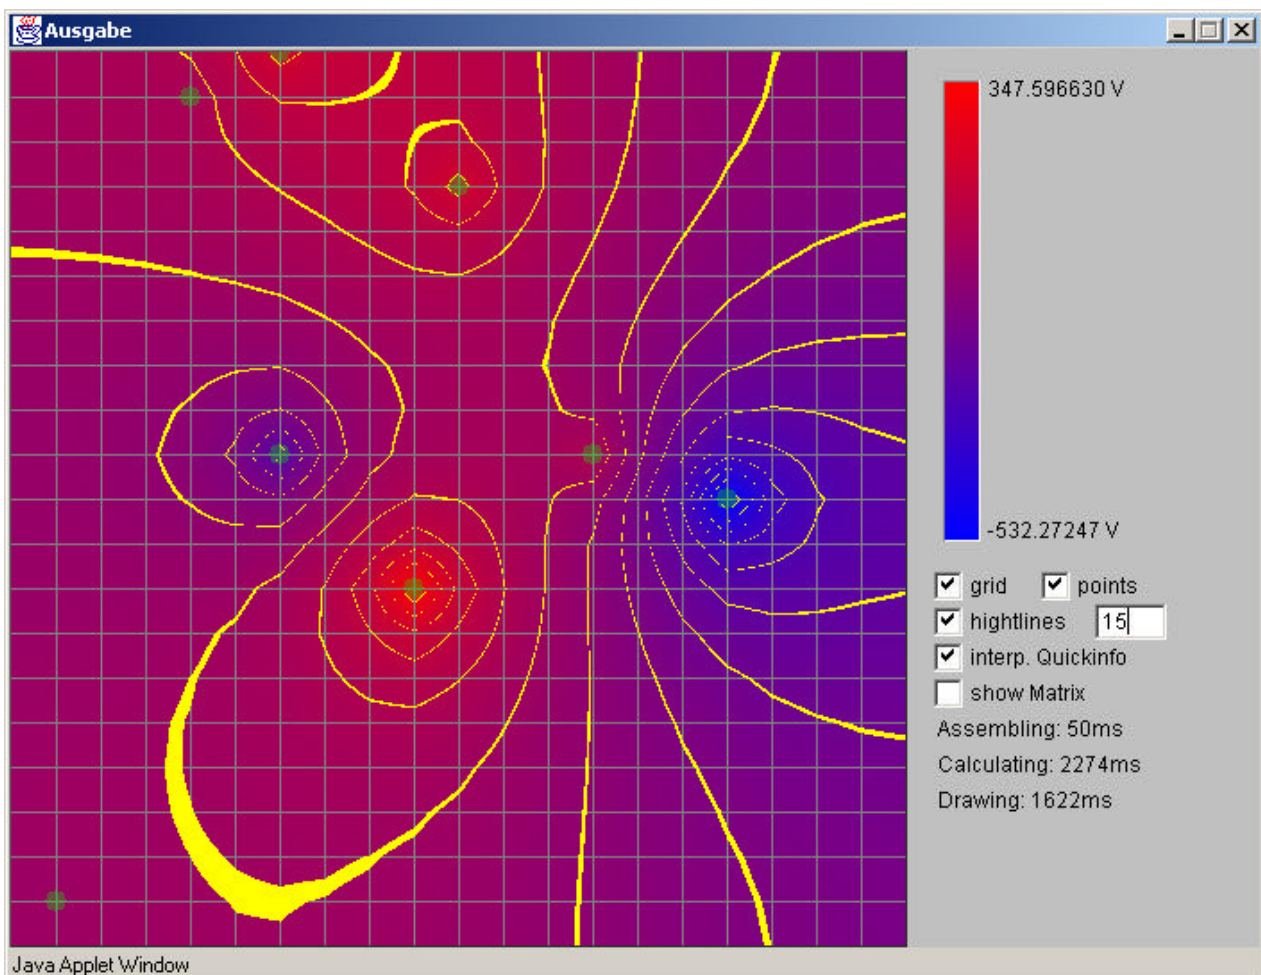 Ausgabe
347.596630 V
-532.27247 V
grid points
hightlines 15
interp. Quickinfo
show Matrix
Assembling: 50ms
Calculating: 2274ms
Drawing: 1622ms
Java Applet Window